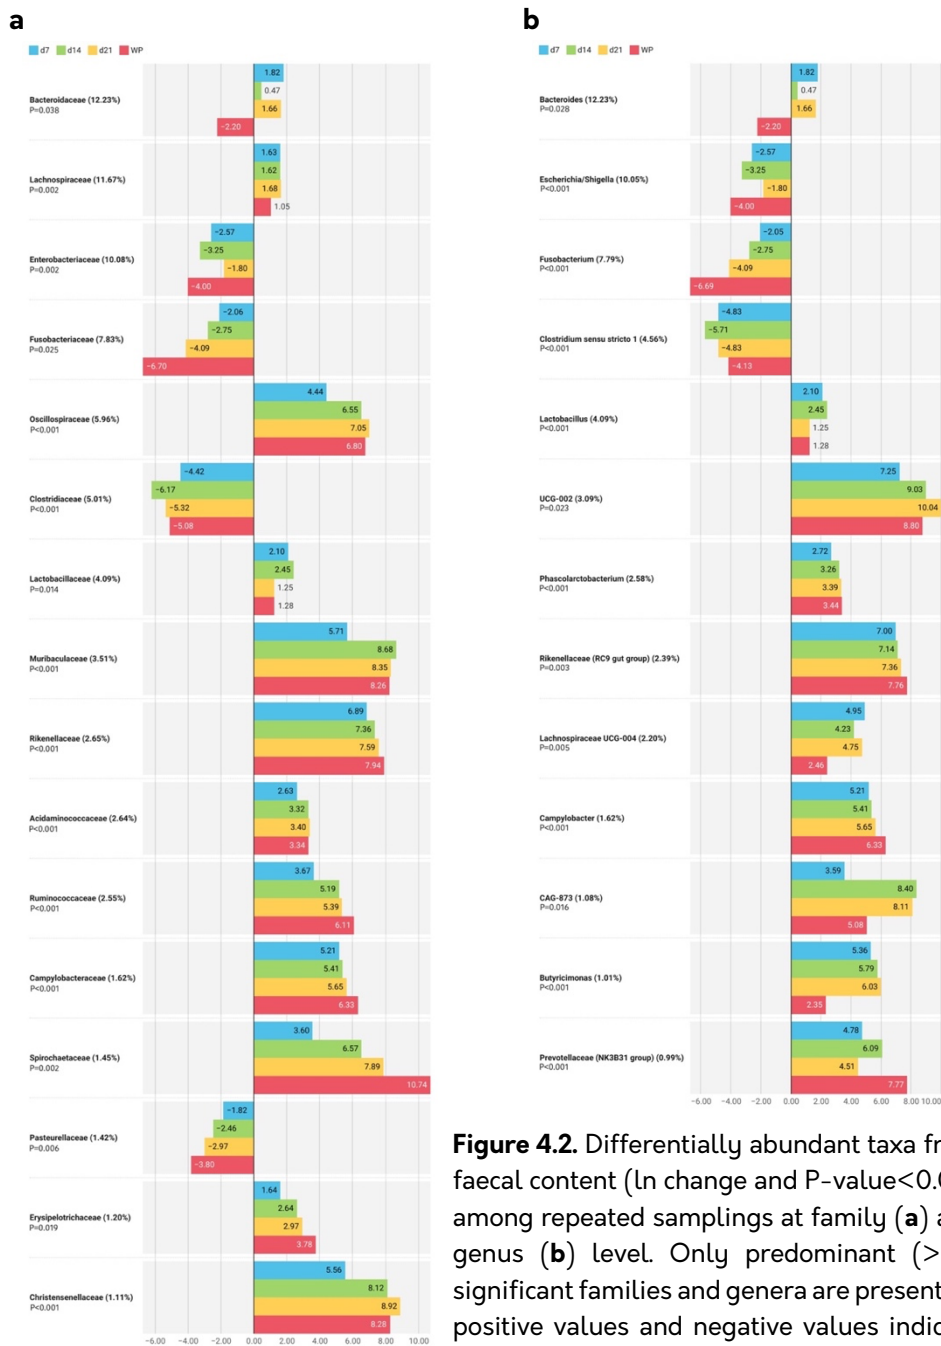 a
d7 d14 d21 WP
Bacteroidaceae (12.23%)
P=0.038
1.82
0.47
1.66
−2.20
Lachnospiraceae (11.67%)
P=0.002
1.63
1.62
1.68
1.05
Enterobacteriaceae (10.08%)
P=0.002
−2.57
−3.25
−1.80
−4.00
Fusobacteriaceae (7.83%)
P=0.025
−2.06
−2.75
−4.09
−6.70
Oscillospiraceae (5.96%)
P<0.001
4.44
6.55
7.05
6.80
Clostridiaceae (5.01%)
P<0.001
−4.42
−6.17
−5.32
−5.08
Lactobacillaceae (4.09%)
P=0.014
2.10
2.45
1.25
1.28
Muribaculaceae (3.51%)
P<0.001
5.71
8.68
8.35
8.26
Rikenellaceae (2.65%)
P<0.001
6.89
7.36
7.59
7.94
Acidaminococcaceae (2.64%)
P<0.001
2.63
3.32
3.40
3.34
Ruminococcaceae (2.55%)
P<0.001
3.67
5.19
5.39
6.11
Campylobacteraceae (1.62%)
P<0.001
5.21
5.41
5.65
6.33
Spirochaetaceae (1.45%)
P=0.002
3.60
6.57
7.89
10.74
Pasteurellaceae (1.42%)
P=0.006
−1.82
−2.46
−2.97
−3.80
Erysipelotrichaceae (1.20%)
P=0.019
1.64
2.64
2.97
3.78
Christensenellaceae (1.11%)
P<0.001
5.56
8.12
8.92
8.28
−6.00 −4.00 −2.00 0.00 2.00 4.00 6.00 8.00 10.00
b
d7 d14 d21 WP
Bacteroides (12.23%)
P=0.028
1.82
0.47
1.66
−2.20
Escherichia/Shigella (10.05%)
P<0.001
−2.57
−3.25
−1.80
−4.00
Fusobacterium (7.79%)
P<0.001
−2.05
−2.75
−4.09
−6.69
Clostridium sensu stricto 1 (4.56%)
P<0.001
−4.83
−5.71
−4.83
−4.13
Lactobacillus (4.09%)
P<0.001
2.10
2.45
1.25
1.28
UCG-002 (3.09%)
P=0.023
7.25
9.03
10.04
8.80
Phascolarctobacterium (2.58%)
P<0.001
2.72
3.26
3.39
3.44
Rikenellaceae (RC9 gut group) (2.39%)
P=0.003
7.00
7.14
7.36
7.76
Lachnospiraceae UCG-004 (2.20%)
P=0.005
4.95
4.23
4.75
2.46
Campylobacter (1.62%)
P<0.001
5.21
5.41
5.65
6.33
CAG-873 (1.08%)
P=0.016
3.59
8.40
8.11
5.08
Butyricimonas (1.01%)
P<0.001
5.36
5.79
6.03
2.35
Prevotellaceae (NK3B31 group) (0.99%)
P<0.001
4.78
6.09
4.51
7.77
−6.00 −4.00 −2.00 0.00 2.00 4.00 6.00 8.00 10.00
Figure 4.2. Differentially abundant taxa fr
faecal content (ln change and P-value<0.0
among repeated samplings at family (a) a
genus (b) level. Only predominant (>
significant families and genera are present
positive values and negative values indic